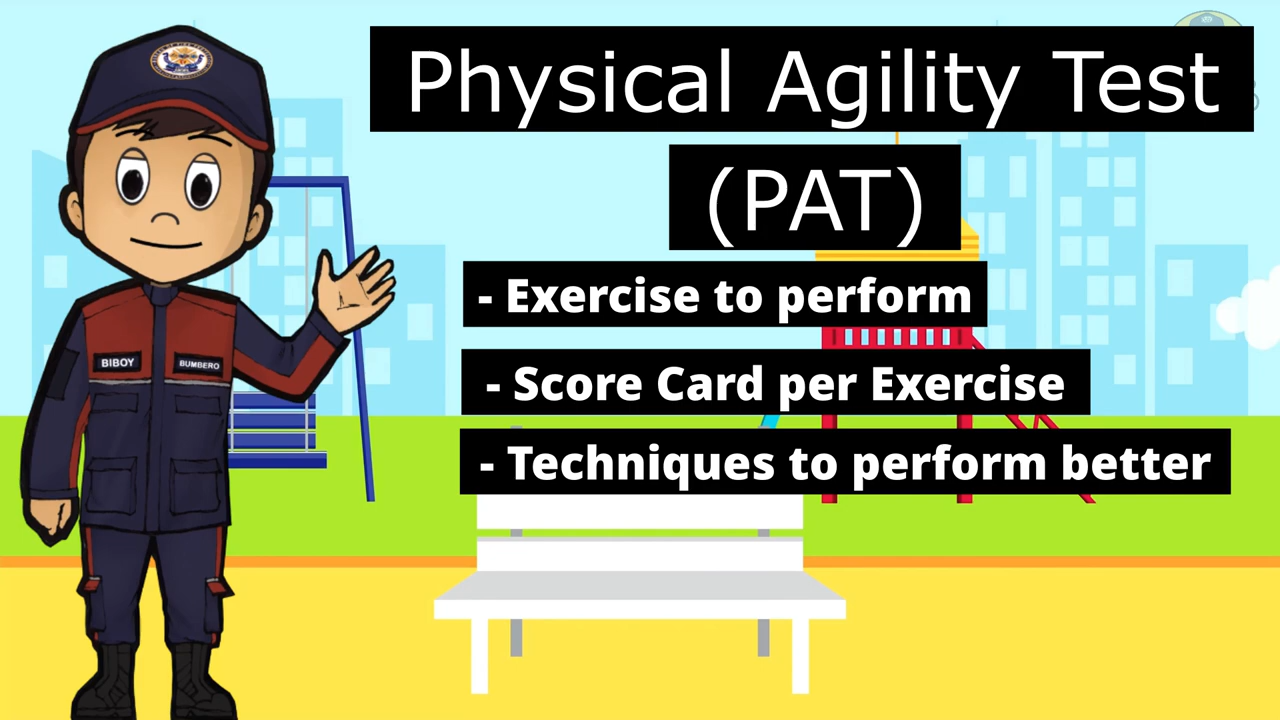 Physical Agility Test
(PAT)
- Exercise to perform
- Score Card per Exercise
- Techniques to perform better
BIBOY
BUMBERO